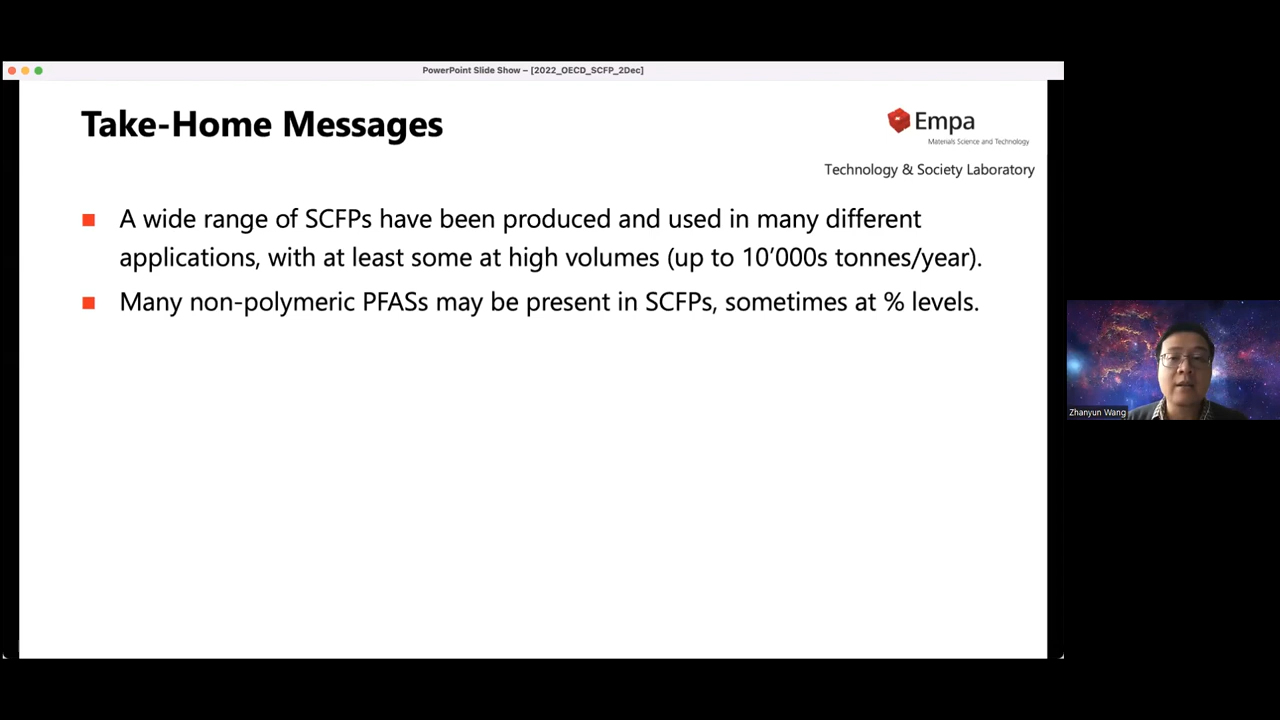 PowerPoint Slide Show – [2022_OECD_SCFP_2Dec]
Take-Home Messages
Empa
Materials Science and Technology
Technology & Society Laboratory
A wide range of SCFPs have been produced and used in many different
applications, with at least some at high volumes (up to 10’000s tonnes/year).
Many non-polymeric PFASs may be present in SCFPs, sometimes at % levels.
Zhanyun Wang